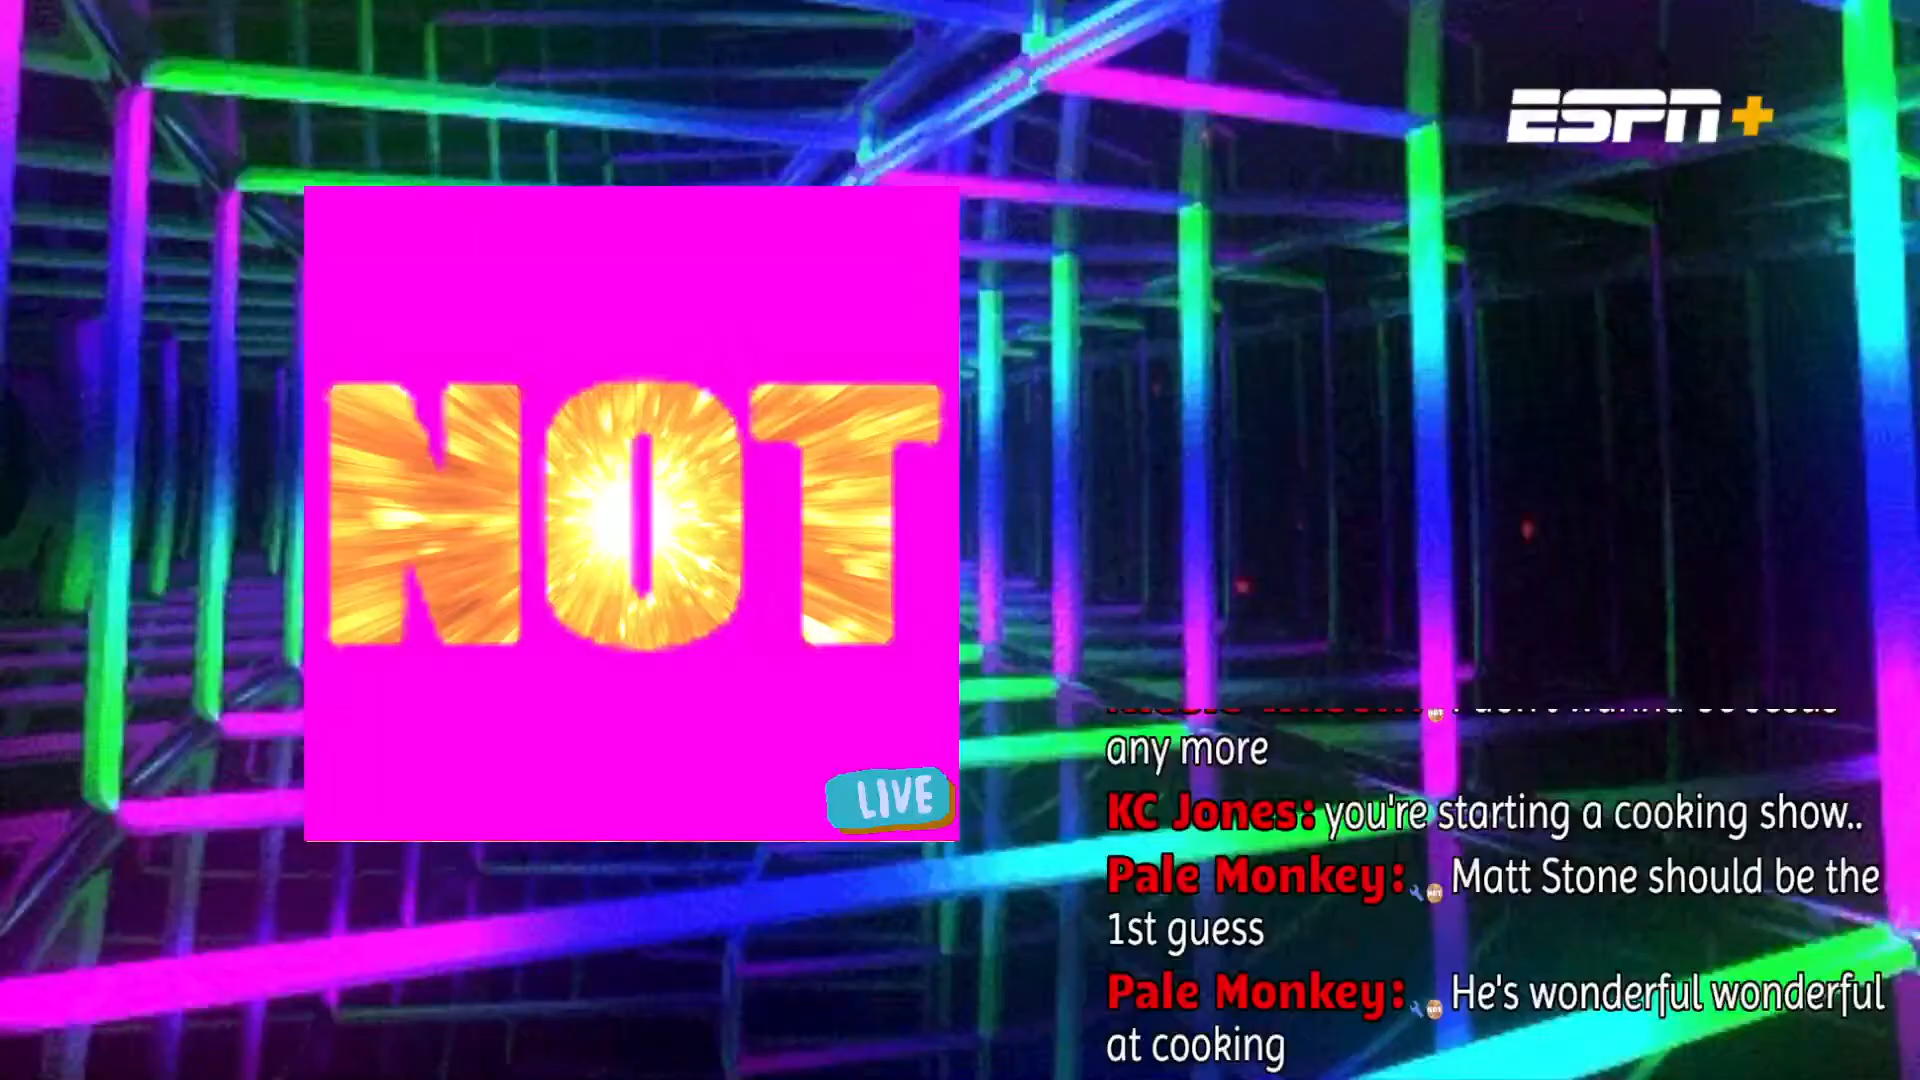 ESPN+
NOT
LIVE
any more
KC Jones: you're starting a cooking show..
Pale Monkey: Matt Stone should be the
1st guess
Pale Monkey: He's wonderful wonderful
at cooking